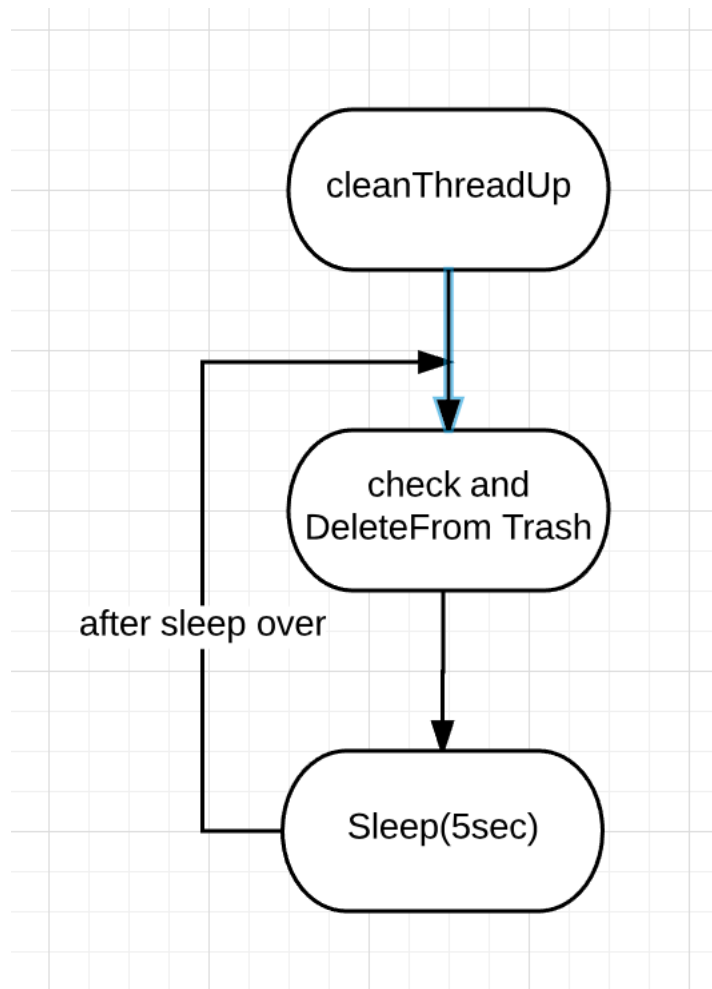 cleanThreadUp
check and
DeleteFrom Trash
after sleep over
Sleep(5sec)